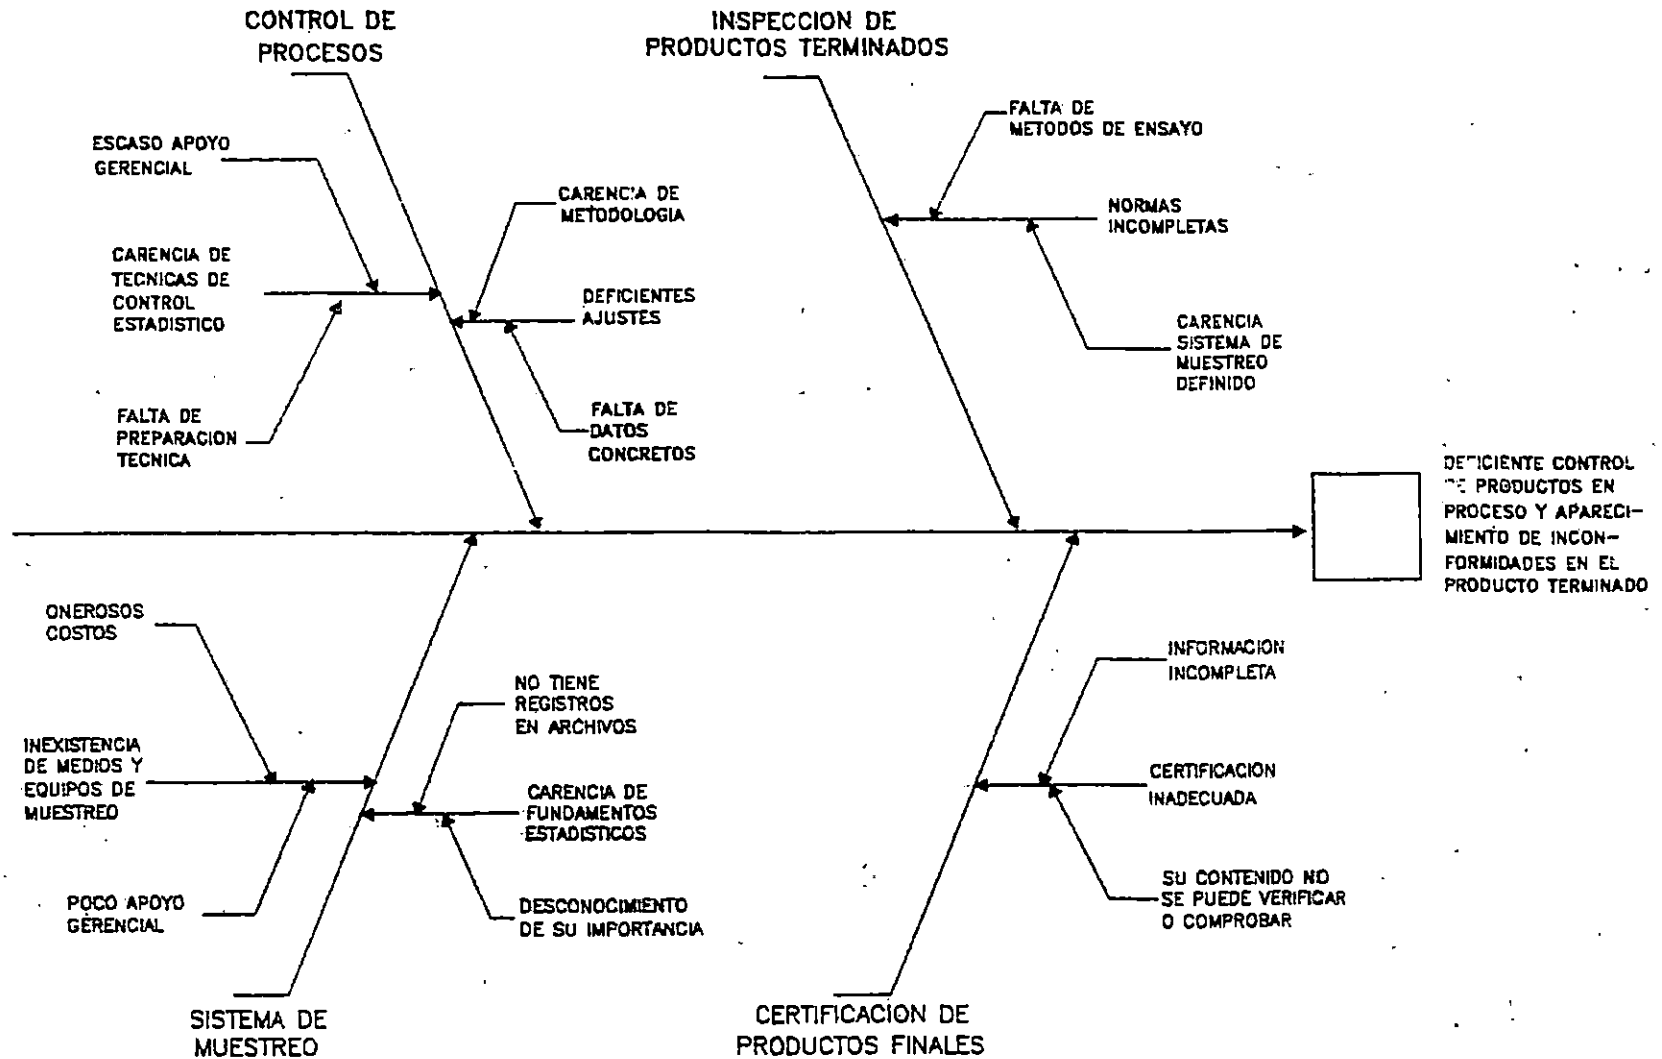 CONTROL DE
PROCESOS
INSPECCION DE
PRODUCTOS TERMINADOS
ESCASO APOYO
GERENCIAL
CARENCIA DE
METODOLOGIA
CARENCIA DE
TECNICAS DE
CONTROL
ESTADISTICO
DEFICIENTES
AJUSTES
FALTA DE
PREPARACION
TECNICA
FALTA DE
DATOS
CONCRETOS
FALTA DE
METODOS DE ENSAYO
NORMAS
INCOMPLETAS
CARENCIA
SISTEMA DE
MUESTREO
DEFINIDO
DEFICIENTE CONTROL
DE PRODUCTOS EN
PROCESO Y APARECI-
MIENTO DE INCON-
FORMIDADES EN EL
PRODUCTO TERMINADO
ONEROSOS
COSTOS
NO TIENE
REGISTROS
EN ARCHIVOS
INEXISTENCIA
DE MEDIOS Y
EQUIPOS DE
MUESTREO
CARENCIA DE
FUNDAMENTOS
ESTADISTICOS
POCO APOYO
GERENCIAL
DESCONOCIMIENTO
DE SU IMPORTANCIA
INFORMACION
INCOMPLETA
CERTIFICACION
INADECUADA
SU CONTENIDO NO
SE PUEDE VERIFICAR
O COMPROBAR
SISTEMA DE
MUESTREO
CERTIFICACION DE
PRODUCTOS FINALES